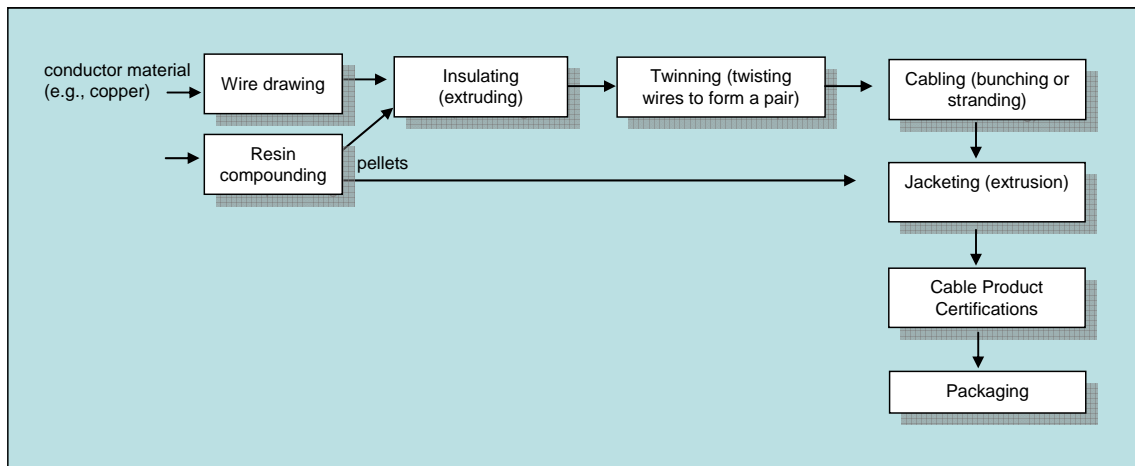 conductor material
(e.g., copper)
Wire drawing
Insulating
(extruding)
Twinning (twisting
wires to form a pair)
Cabling (bunching or
stranding)
Resin
compounding
pellets
Jacketing (extrusion)
Cable Product
Certifications
Packaging